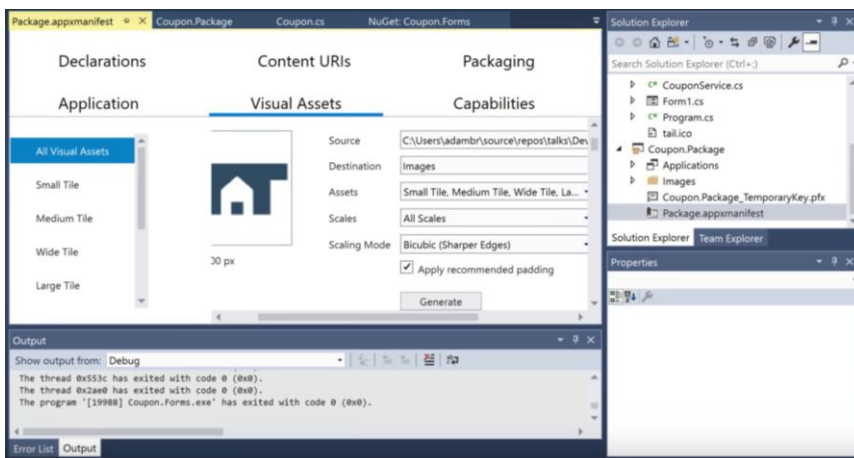 Package.appxmanifest
Coupon.Package
Coupon.cs
NuGet: Coupon.Forms
Declarations
Content URIs
Packaging
Application
Visual Assets
Capabilities
All Visual Assets
Small Tile
Medium Tile
Wide Tile
Large Tile
00 px
Source
C:\Users\adambr\source\repos\talks\Dev
Destination
Images
Assets
Small Tile, Medium Tile, Wide Tile, La...
Scales
All Scales
Scaling Mode
Bicubic (Sharper Edges)
Apply recommended padding
Generate
Output
Show output from: Debug
The thread 0x553c has exited with code 0 (0x0).
The thread 0x2ae0 has exited with code 0 (0x0).
The program '[19988] Coupon.Forms.exe' has exited with code 0 (0x0).
Error List
Output
Solution Explorer
Search Solution Explorer (Ctrl+;)
C# CouponService.cs
Form1.cs
C# Program.cs
tail.ico
Coupon.Package
Applications
Images
Coupon.Package_TemporaryKey.pfx
Package.appxmanifest
Solution Explorer
Team Explorer
Properties